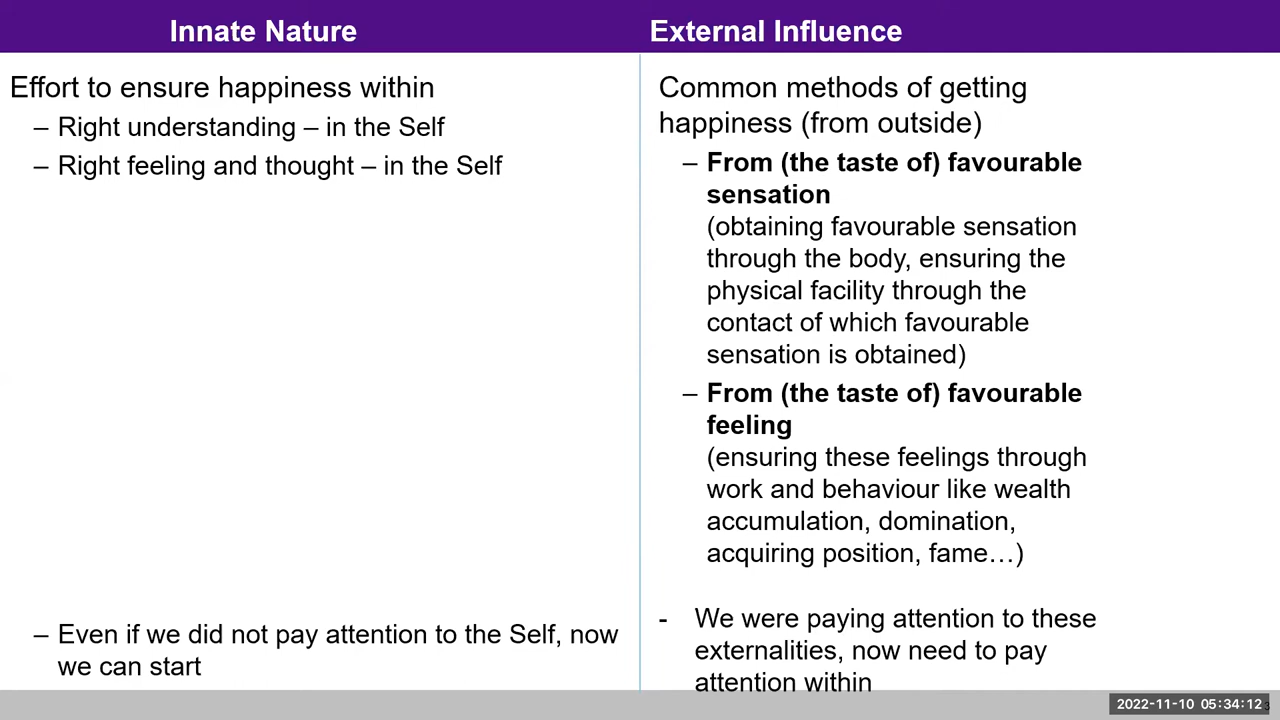 Innate Nature
Effort to ensure happiness within
– Right understanding – in the Self
– Right feeling and thought – in the Self
– Even if we did not pay attention to the Self, now
we can start
External Influence
Common methods of getting
happiness (from outside)
– From (the taste of) favourable
sensation
(obtaining favourable sensation
through the body, ensuring the
physical facility through the
contact of which favourable
sensation is obtained)
– From (the taste of) favourable
feeling
(ensuring these feelings through
work and behaviour like wealth
accumulation, domination,
acquiring position, fame…)
- We were paying attention to these
externalities, now need to pay
attention within
2022-11-10 05:34:12
3